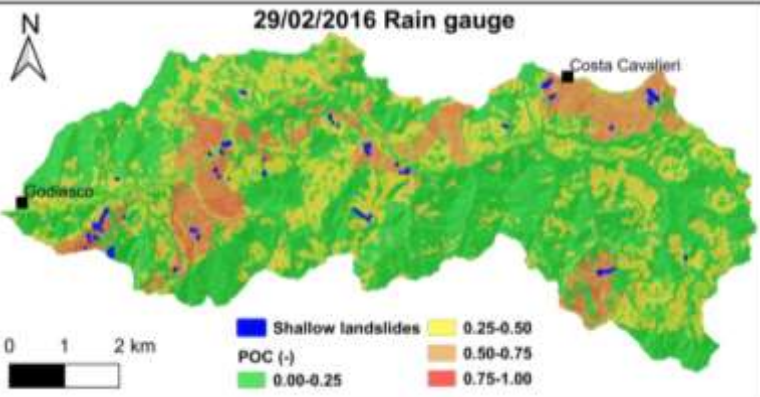 29/02/2016 Rain gauge
N
Costa Cavalieri
Godiasco
Shallow landslides
POC (-)
0.00-0.25
0.25-0.50
0.50-0.75
0.75-1.00
0 1 2 km